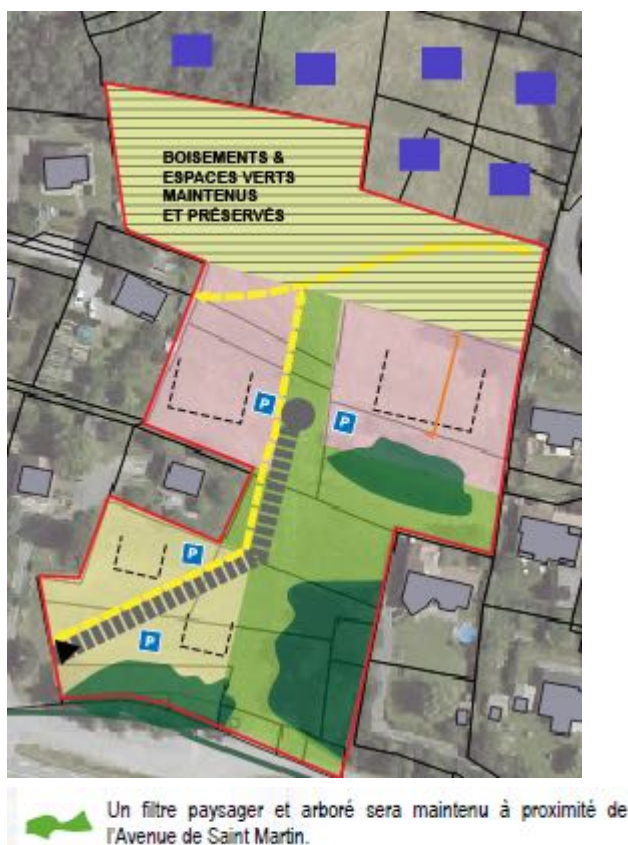 BOISEMENTS &
ESPACES VERTS
MAINTENUS
ET PRÉSERVÉS
P
P
P
P
Un filtre paysager et arboré sera maintenu à proximité de
l'Avenue de Saint Martin.